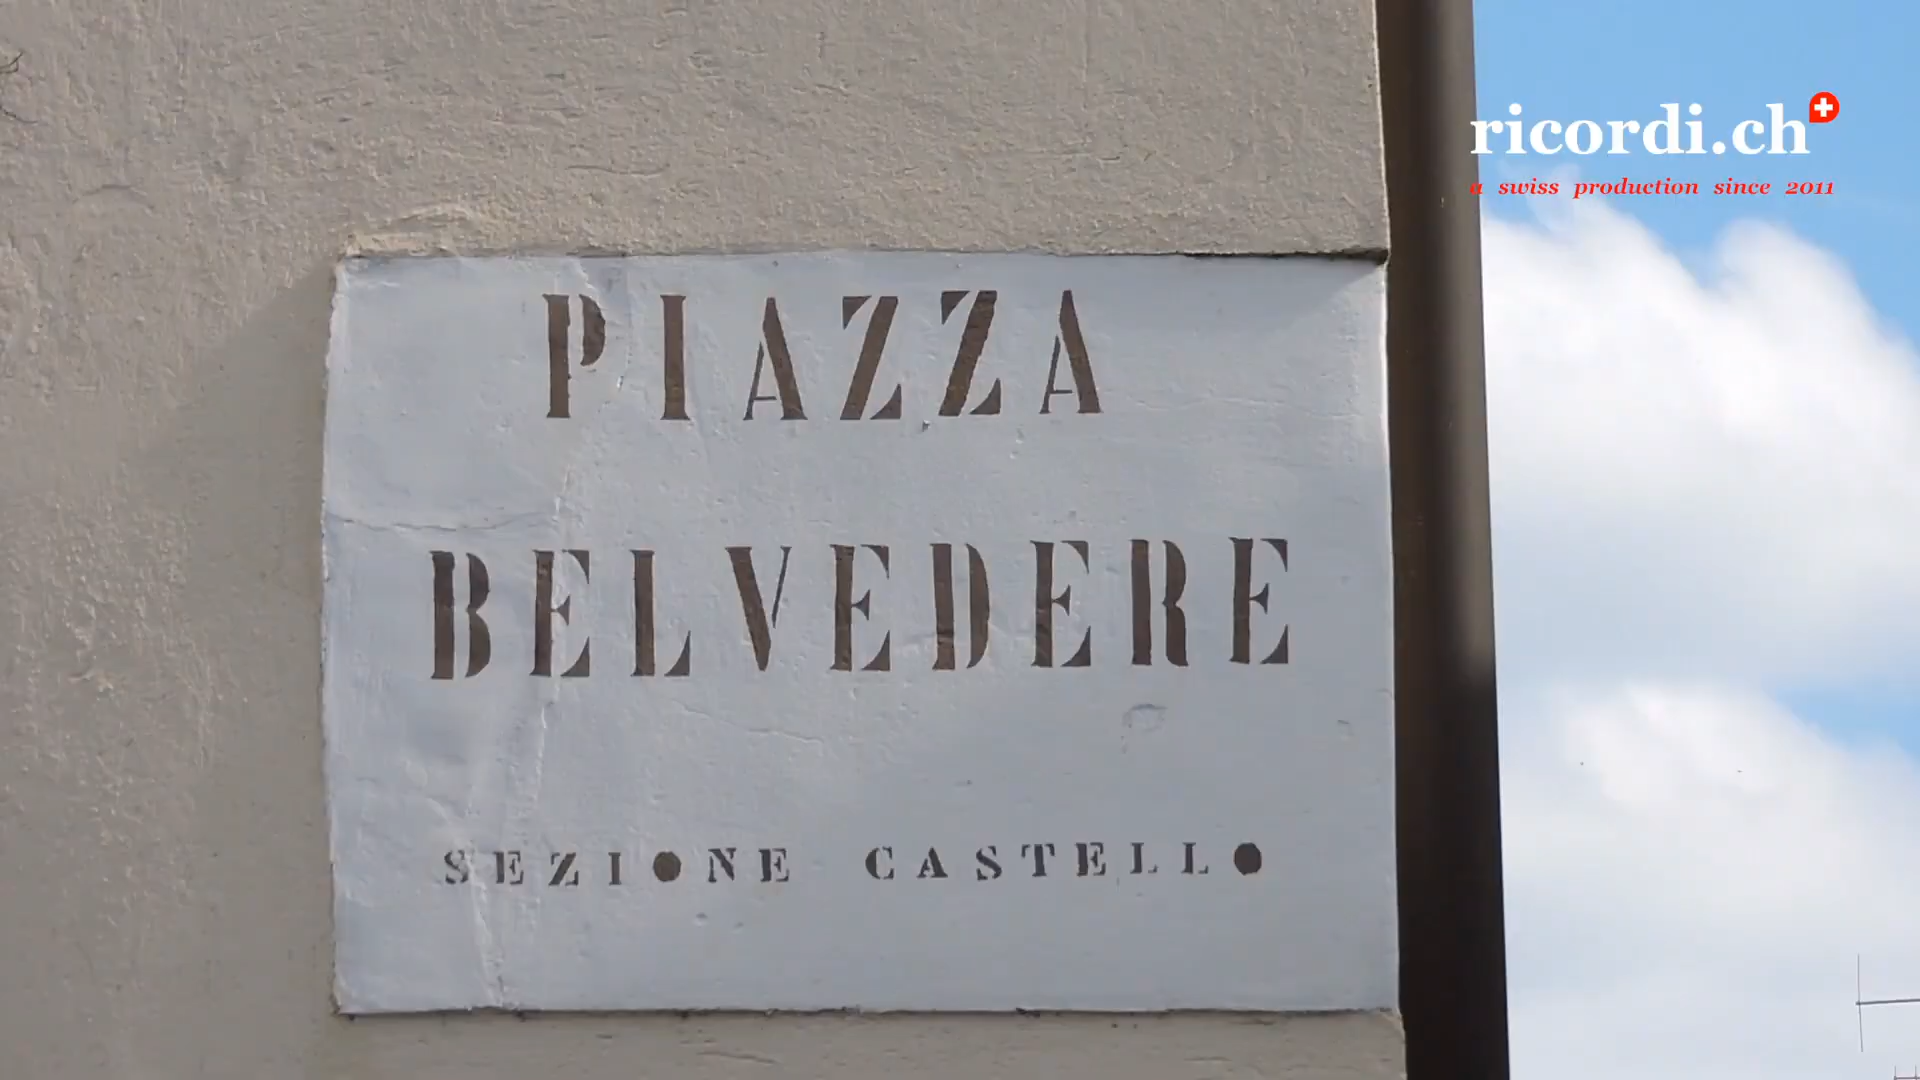 ricordi.ch
a swiss production since 2011
PIAZZA
BELVEDERE
SEZIONE CASTELLO